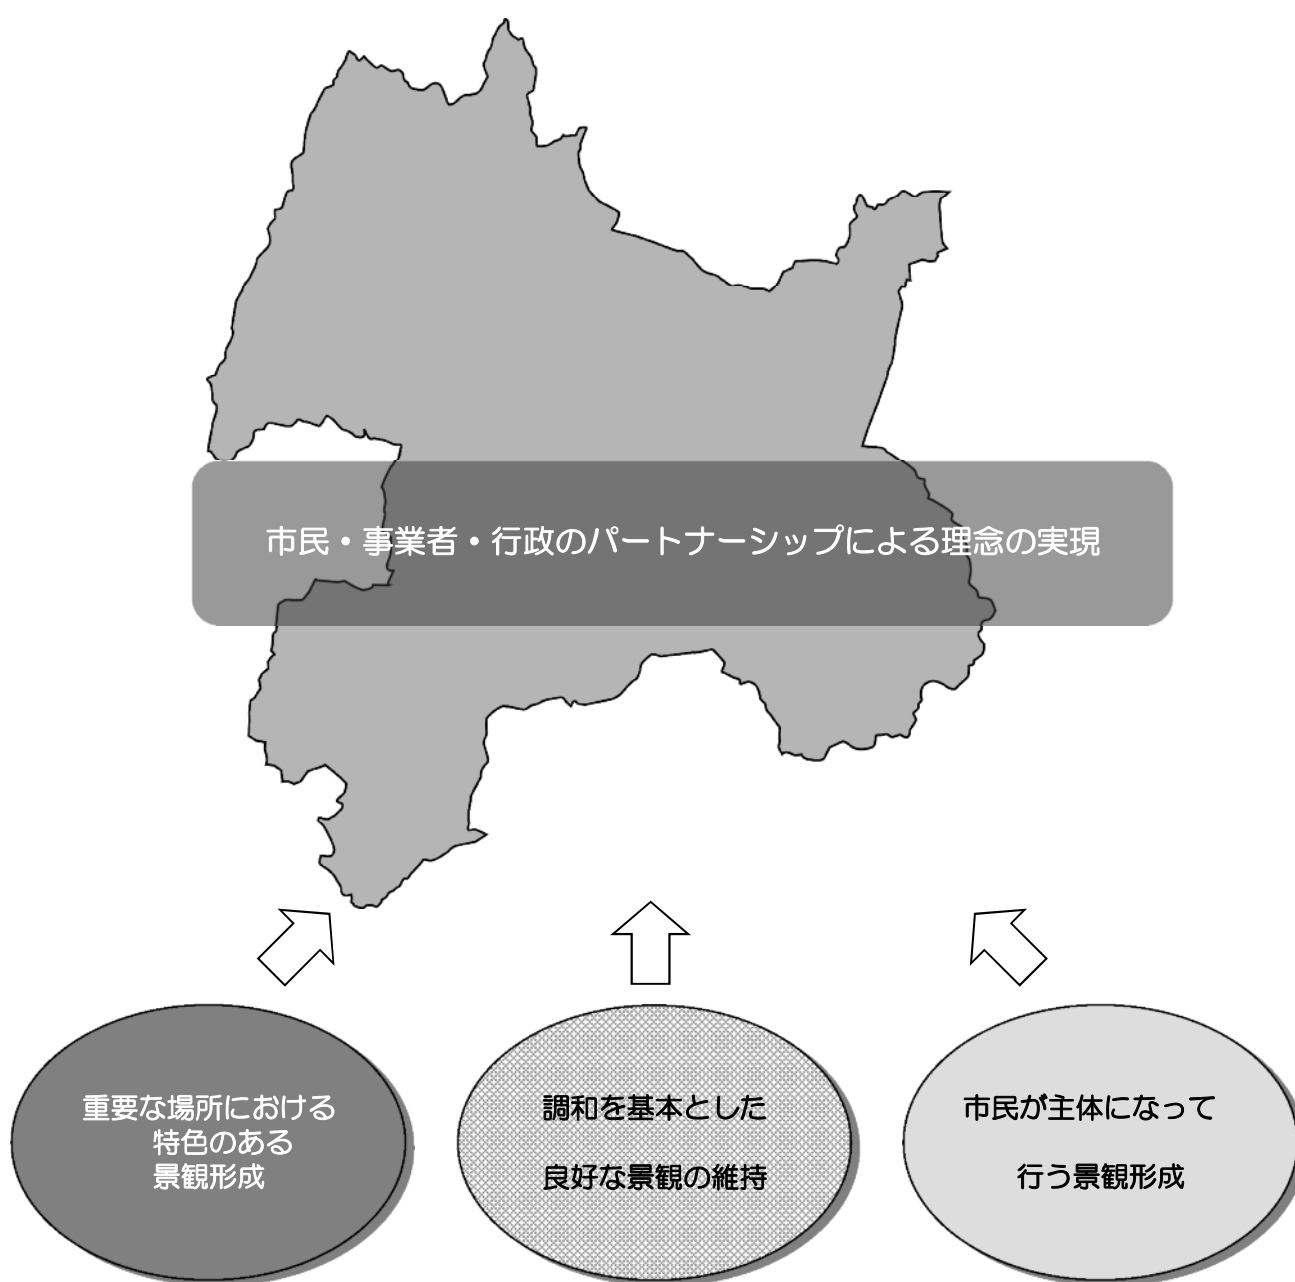 市民・事業者・行政のパートナーシップによる理念の実現
重要な場所における
特色のある
景観形成
調和を基本とした
良好な景観の維持
市民が主体になって
行う景観形成